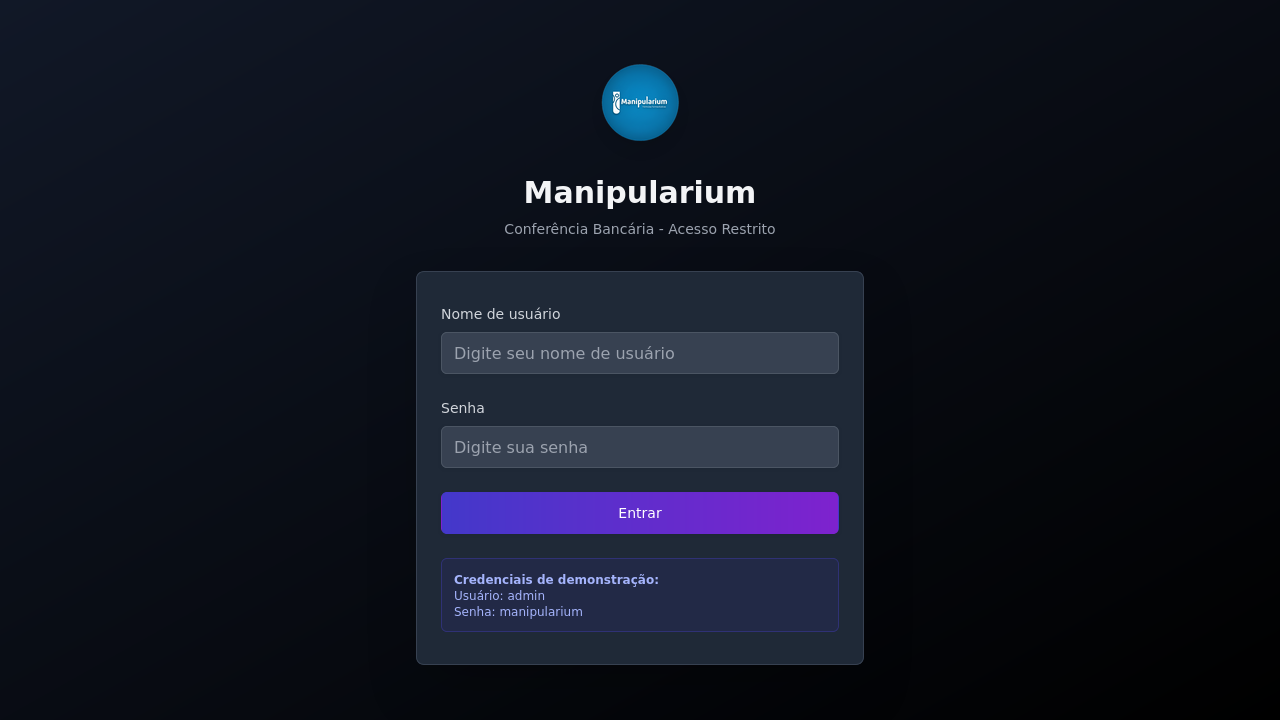 Manipularium
Manipularium
Conferência Bancária - Acesso Restrito
Nome de usuário
Digite seu nome de usuário
Senha
Digite sua senha
Entrar
Credenciais de demonstração:
Usuário: admin
Senha: manipularium